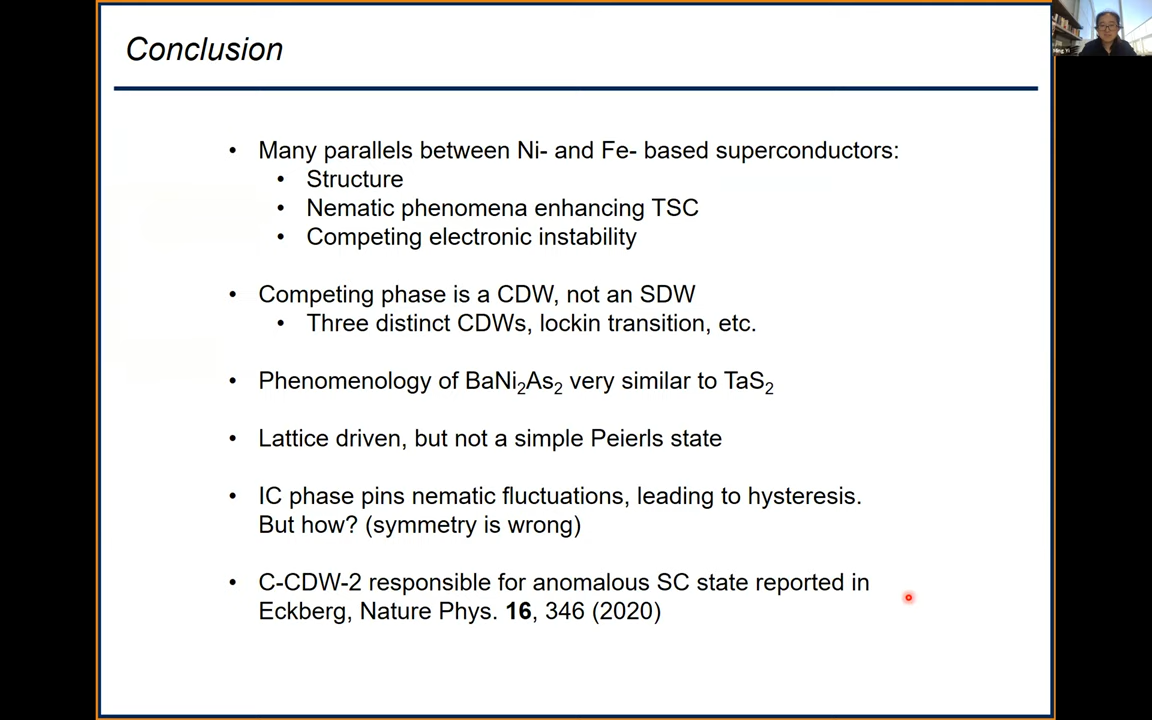 Conclusion
• Many parallels between Ni- and Fe- based superconductors:
• Structure
• Nematic phenomena enhancing TSC
• Competing electronic instability
• Competing phase is a CDW, not an SDW
• Three distinct CDWs, lockin transition, etc.
• Phenomenology of BaNi₂As₂ very similar to TaS₂
• Lattice driven, but not a simple Peierls state
• IC phase pins nematic fluctuations, leading to hysteresis.
But how? (symmetry is wrong)
• C-CDW-2 responsible for anomalous SC state reported in
Eckberg, Nature Phys. 16, 346 (2020)
Ming Yi